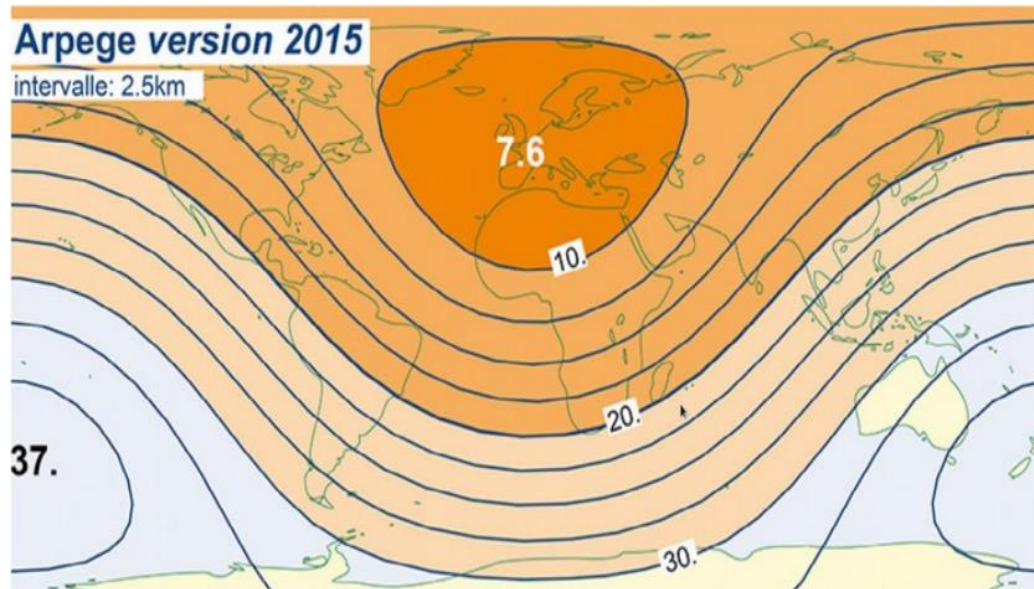 Arpege version 2015
intervalle: 2.5km
7.6
10.
20.
37.
30.